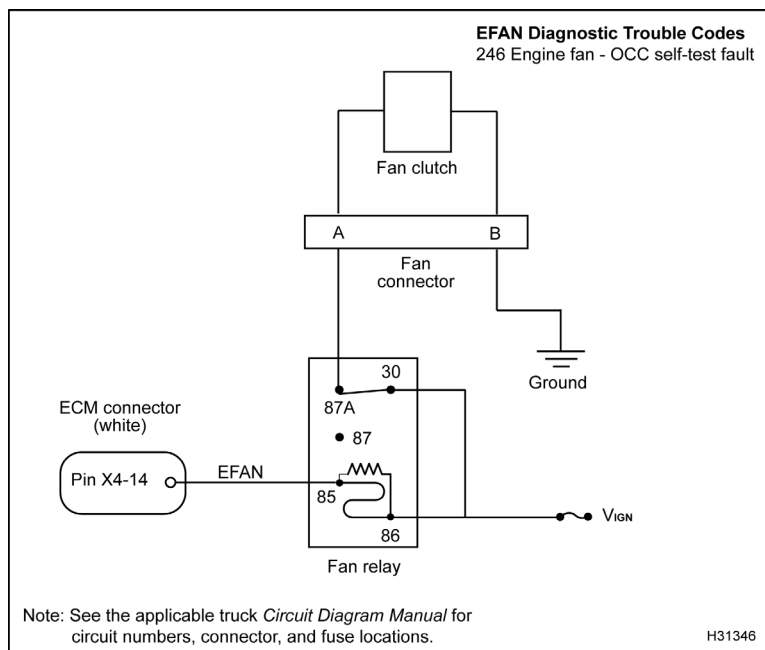 EFAN Diagnostic Trouble Codes
246 Engine fan - OCC self-test fault
Fan clutch
A
B
Fan
connector
Ground
30
87A
87
ECM connector
(white)
Pin X4-14
EFAN
85
86
VIGN
Fan relay
Note: See the applicable truck Circuit Diagram Manual for
circuit numbers, connector, and fuse locations.
H31346